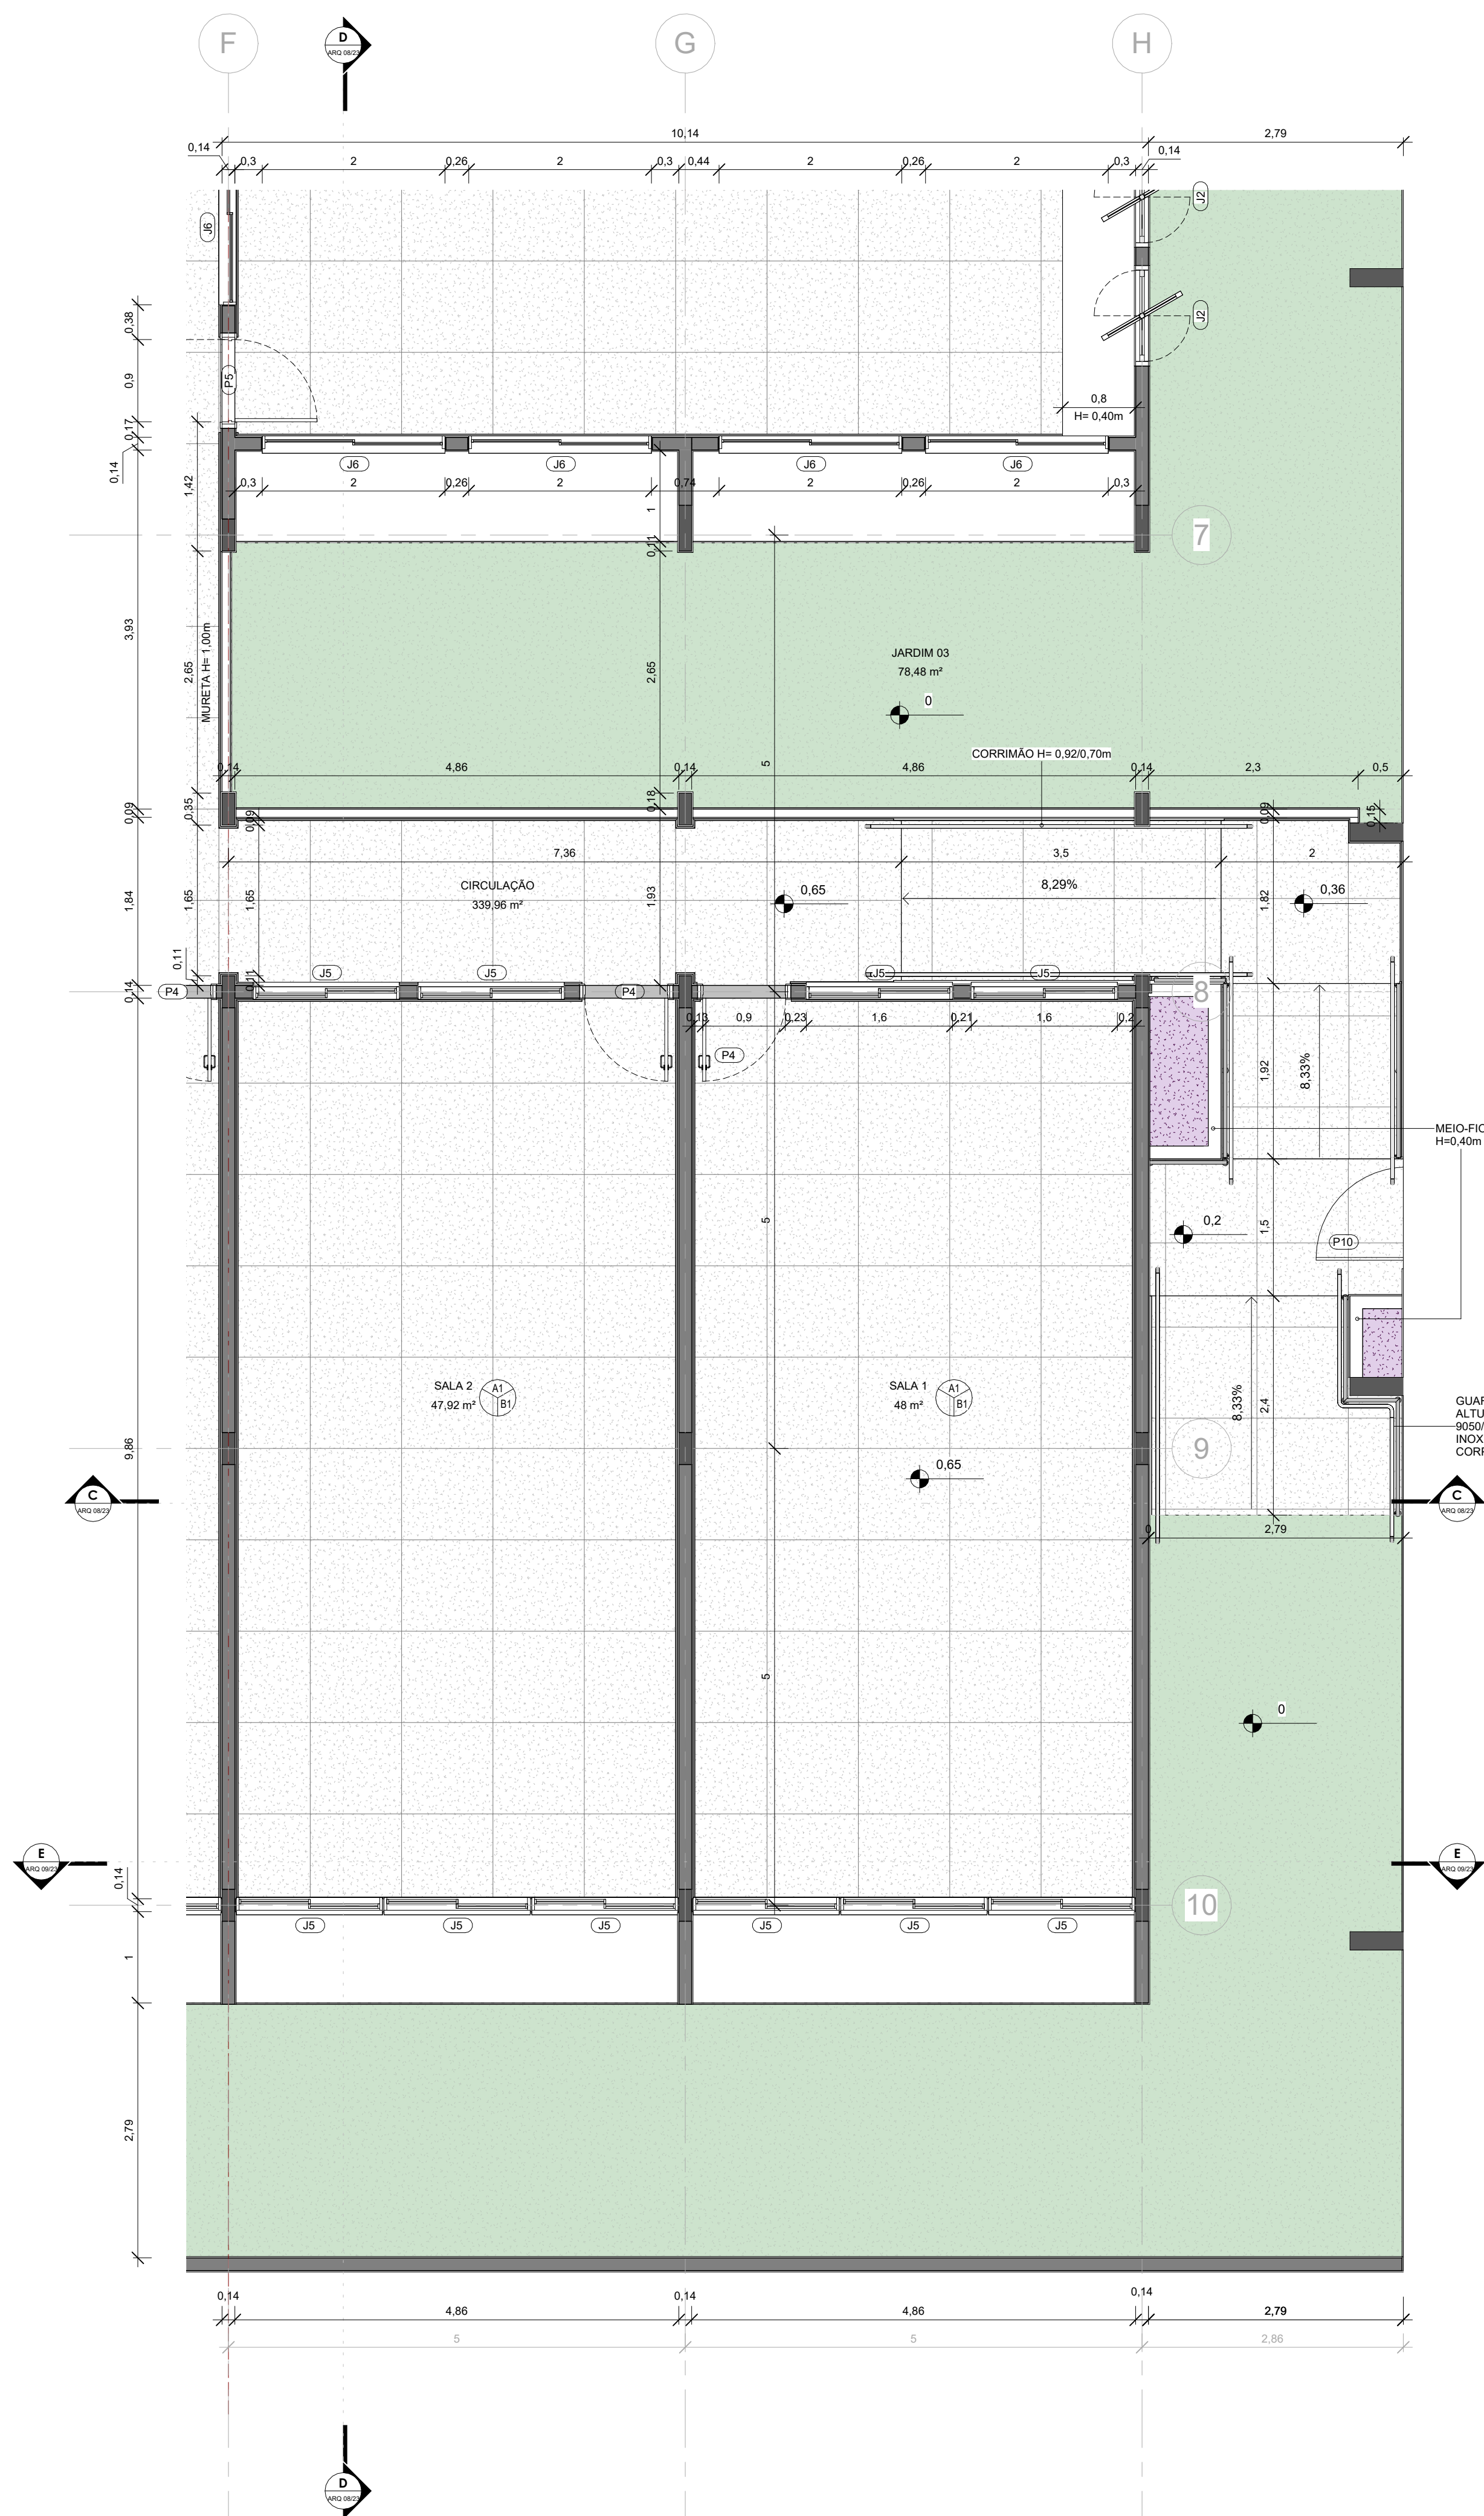 F
D
ARQ 08/23
G
H
10,14
2,79
0,14
0,3
2
0,26
2
0,3
0,44
2
0,26
2
0,3
0,14
J6
J2
J2
0,38
0,9
P5
0,17
0,14
0,8
H= 0,40m
J6
J6
J6
J6
1,42
0,3
2
0,26
2
0,74
2
0,26
2
0,3
1
0,11
7
3,93
2,65
MURETA H= 1,00m
2,65
JARDIM 03
78,48 m²
0
CORRIMÃO H= 0,92/0,70m
0,14
4,86
0,14
5
4,86
0,14
2,3
0,5
0,09
0,35
0,09
0,18
0,09
0,15
7,36
3,5
2
CIRCULAÇÃO
339,96 m²
0,65
8,29%
0,36
1,84
1,65
1,65
1,93
1,82
0,11
0,11
J5
J5
J5
J5
0,14
P4
P4
8
0,13
0,9
0,23
1,6
0,21
1,6
0,2
P4
1,92
8,33%
MEIO-FIO
H=0,40m
5
0,2
1,5
P10
SALA 2
47,92 m²
A1
B1
SALA 1
48 m²
A1
B1
8,33%
2,4
GUAR
ALTU
9050/
INOX
CORR
9,86
9
0,65
C
ARQ 08/23
C
ARQ 08/23
0
2,79
5
0
E
ARQ 09/23
E
ARQ 09/23
0,14
10
J5
J5
J5
J5
J5
J5
1
2,79
0,14
0,14
0,14
4,86
4,86
2,79
5
5
2,86
D
ARQ 08/23